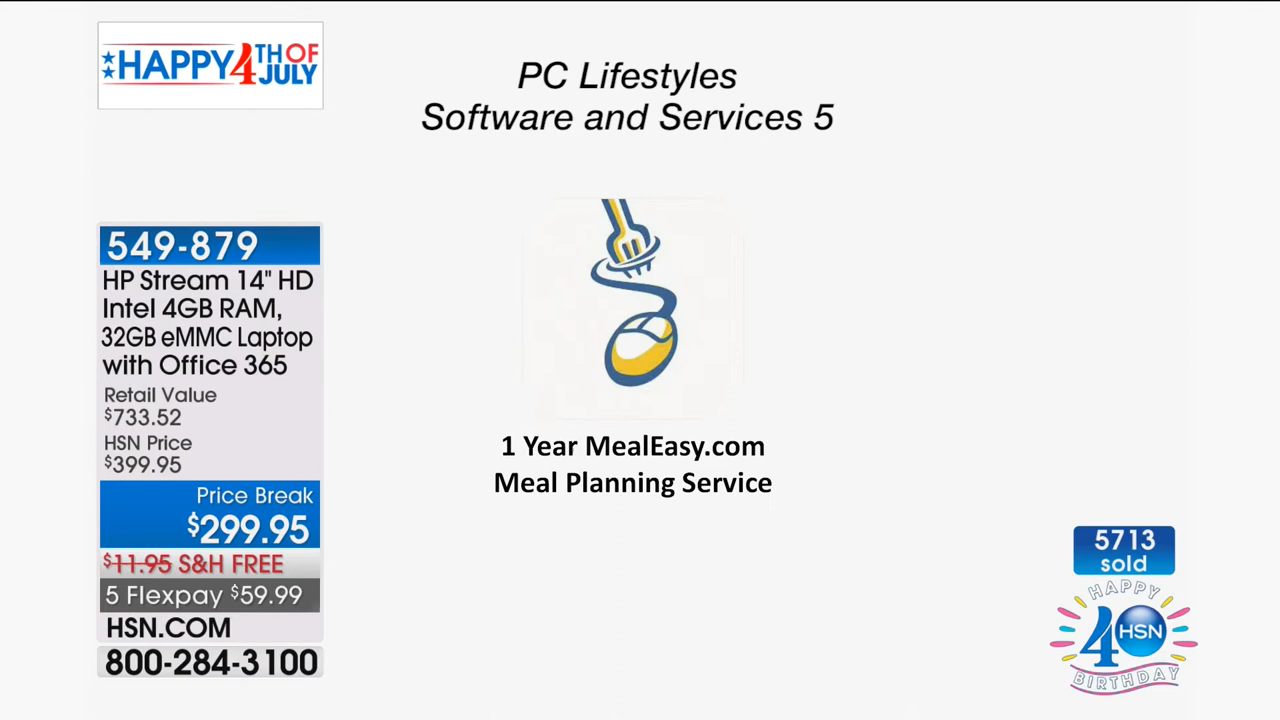 HAPPY 4TH OF JULY
PC Lifestyles
Software and Services 5
549-879
HP Stream 14" HD
Intel 4GB RAM,
32GB eMMC Laptop
with Office 365
Retail Value
$733.52
HSN Price
$399.95
Price Break
$299.95
$11.95 S&H FREE
5 Flexpay $59.99
HSN.COM
800-284-3100
1 Year MealEasy.com
Meal Planning Service
5713
sold
HAPPY
40 HSN
BIRTHDAY